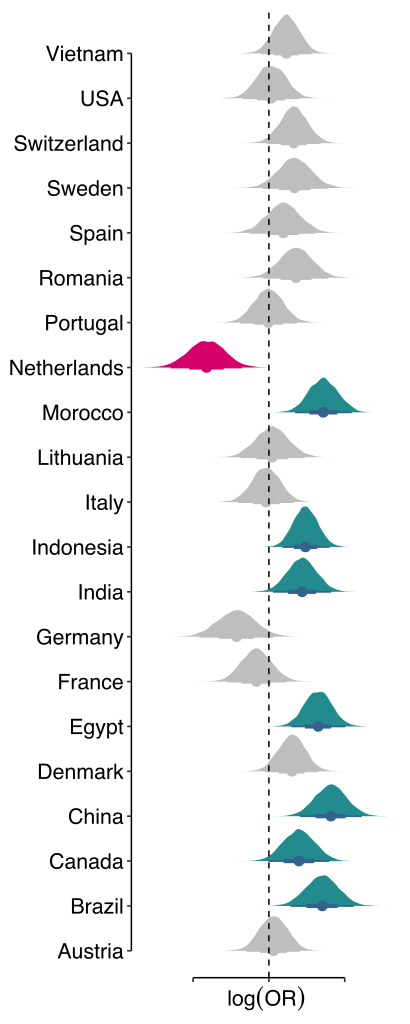 Vietnam
USA
Switzerland
Sweden
Spain
Romania
Portugal
Netherlands
Morocco
Lithuania
Italy
Indonesia
India
Germany
France
Egypt
Denmark
China
Canada
Brazil
Austria
log(OR)